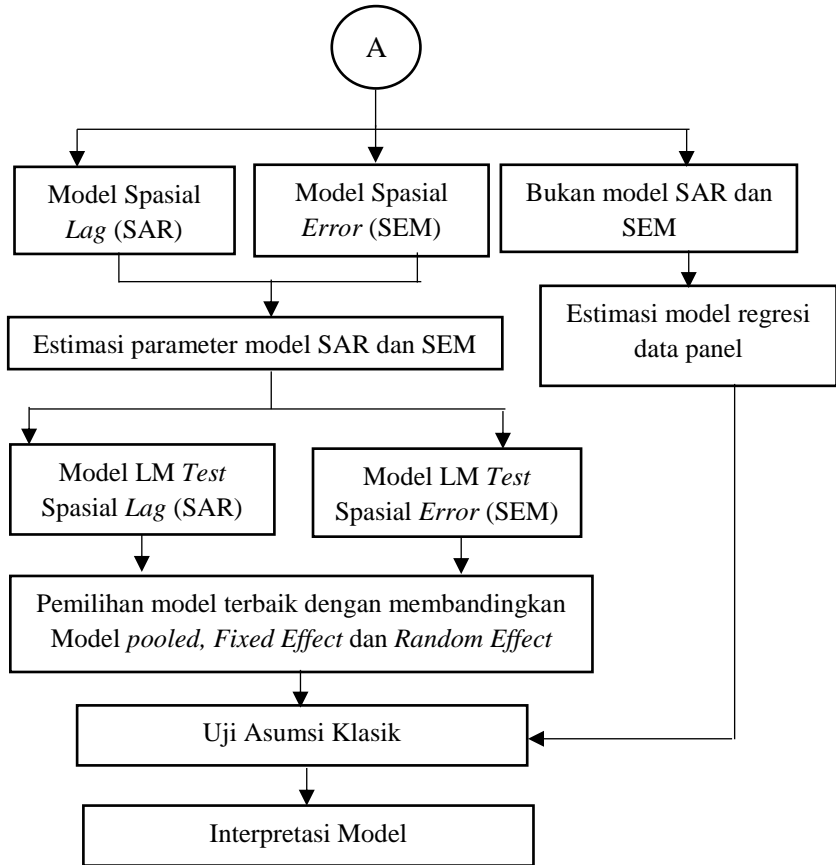 A
Model Spasial
Lag (SAR)
Model Spasial
Error (SEM)
Bukan model SAR dan
SEM
Estimasi model regresi
data panel
Estimasi parameter model SAR dan SEM
Model LM Test
Spasial Lag (SAR)
Model LM Test
Spasial Error (SEM)
Pemilihan model terbaik dengan membandingkan
Model pooled, Fixed Effect dan Random Effect
Uji Asumsi Klasik
Interpretasi Model